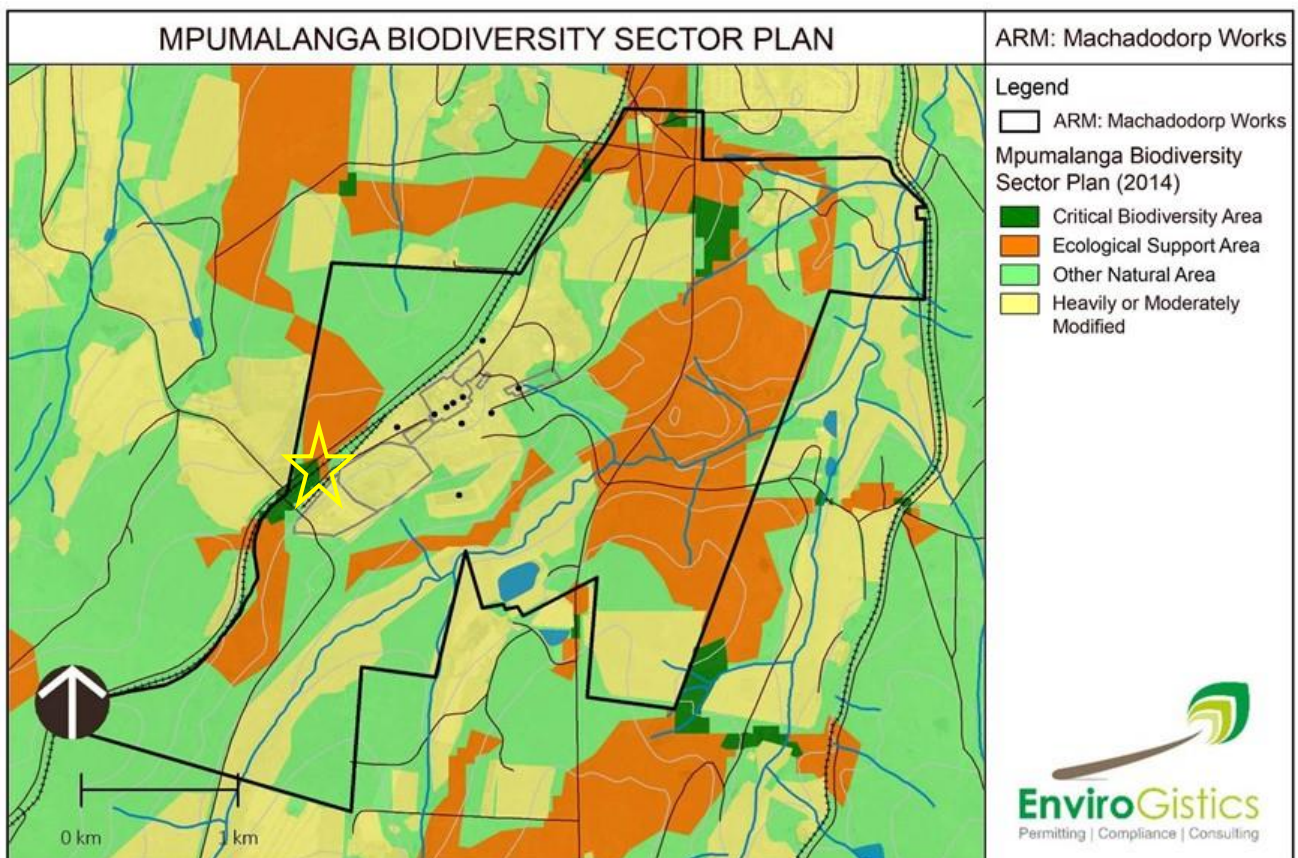 MPUMALANGA BIODIVERSITY SECTOR PLAN
ARM: Machadodorp Works
Legend
ARM: Machadodorp Works
Mpumalanga Biodiversity
Sector Plan (2014)
Critical Biodiversity Area
Ecological Support Area
Other Natural Area
Heavily or Moderately
Modified
0 km
1 km
EnviroGistics
Permitting | Compliance | Consulting